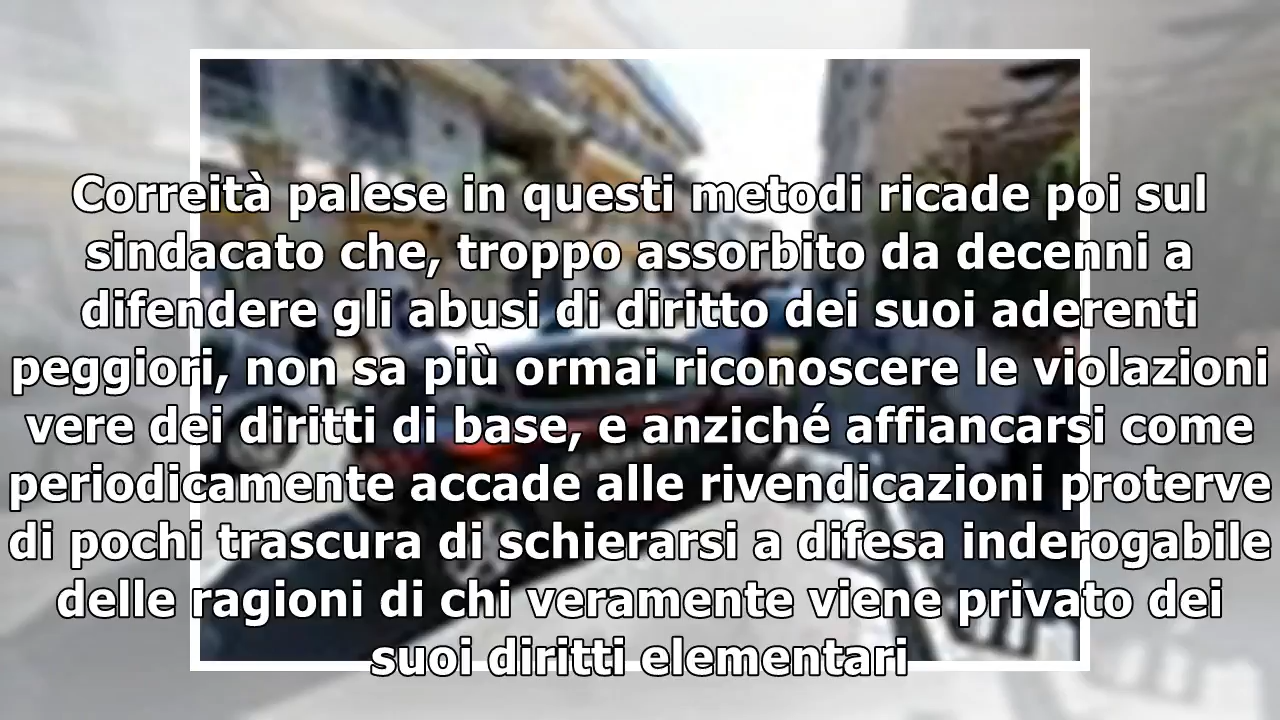 Correità palese in questi metodi ricade poi sul
sindacato che, troppo assorbito da decenni a
difendere gli abusi di diritto dei suoi aderenti
peggiori, non sa più ormai riconoscere le violazioni
vere dei diritti di base, e anziché affiancarsi come
periodicamente accade alle rivendicazioni proterve
di pochi trascura di schierarsi a difesa inderogabile
delle ragioni di chi veramente viene privato dei
suoi diritti elementari